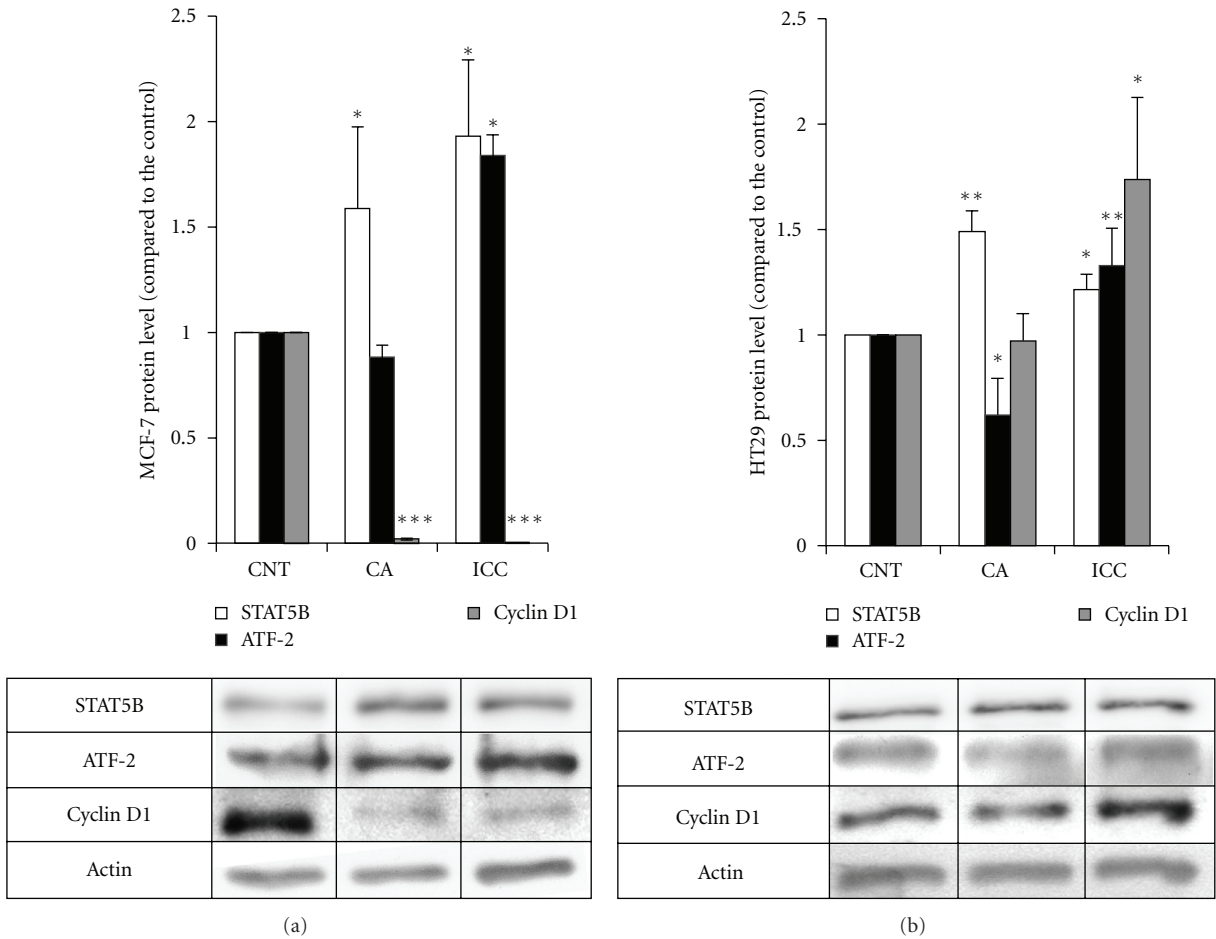 MCF-7 protein level (compared to the control)
2.5
2
1.5
1
0.5
0
*
*
*
***
***
CNT
CA
ICC
STAT5B
Cyclin D1
ATF-2
STAT5B
ATF-2
Cyclin D1
Actin
(a)
HT29 protein level (compared to the control)
2.5
2
1.5
1
0.5
0
**
*
*
**
*
CNT
CA
ICC
STAT5B
Cyclin D1
ATF-2
STAT5B
ATF-2
Cyclin D1
Actin
(b)